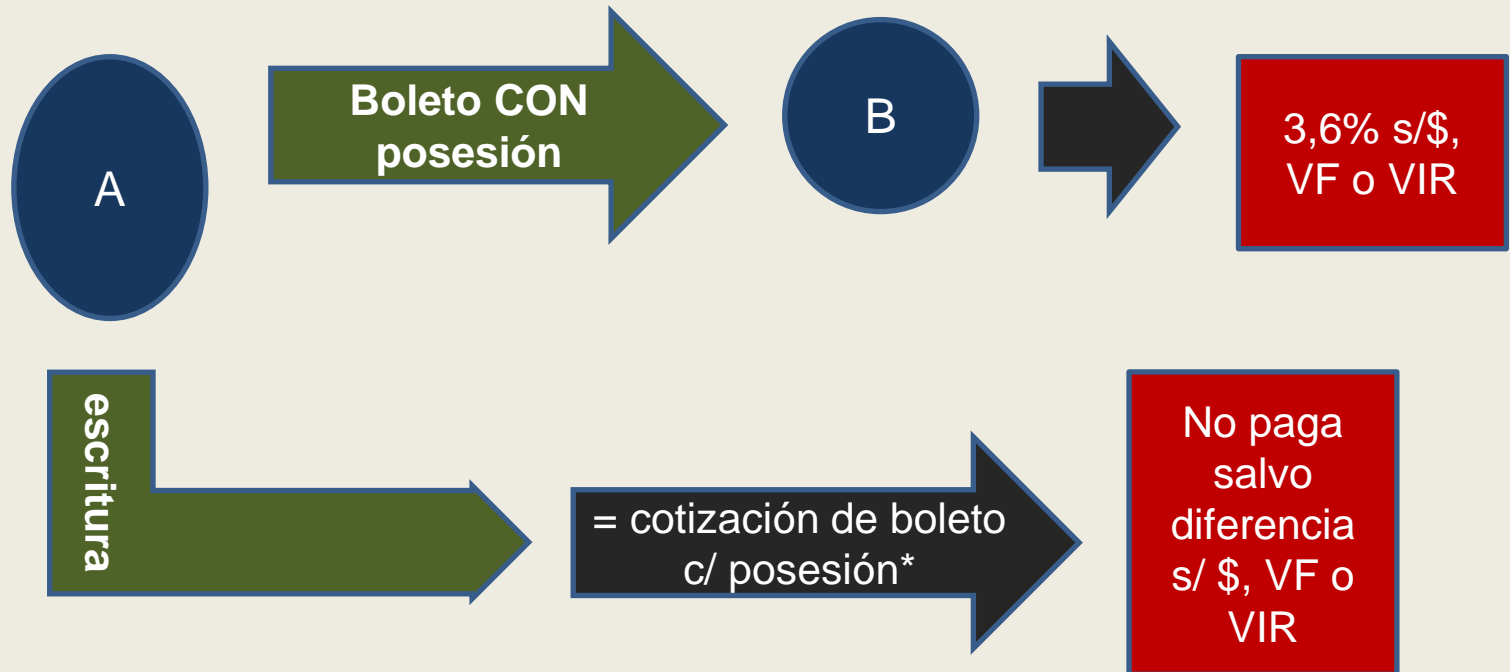 A
Boleto CON
posesión
B
3,6% s/$,
VF o VIR
escritura
= cotización de boleto
c/ posesión*
No paga
salvo
diferencia
s/ $, VF o
VIR